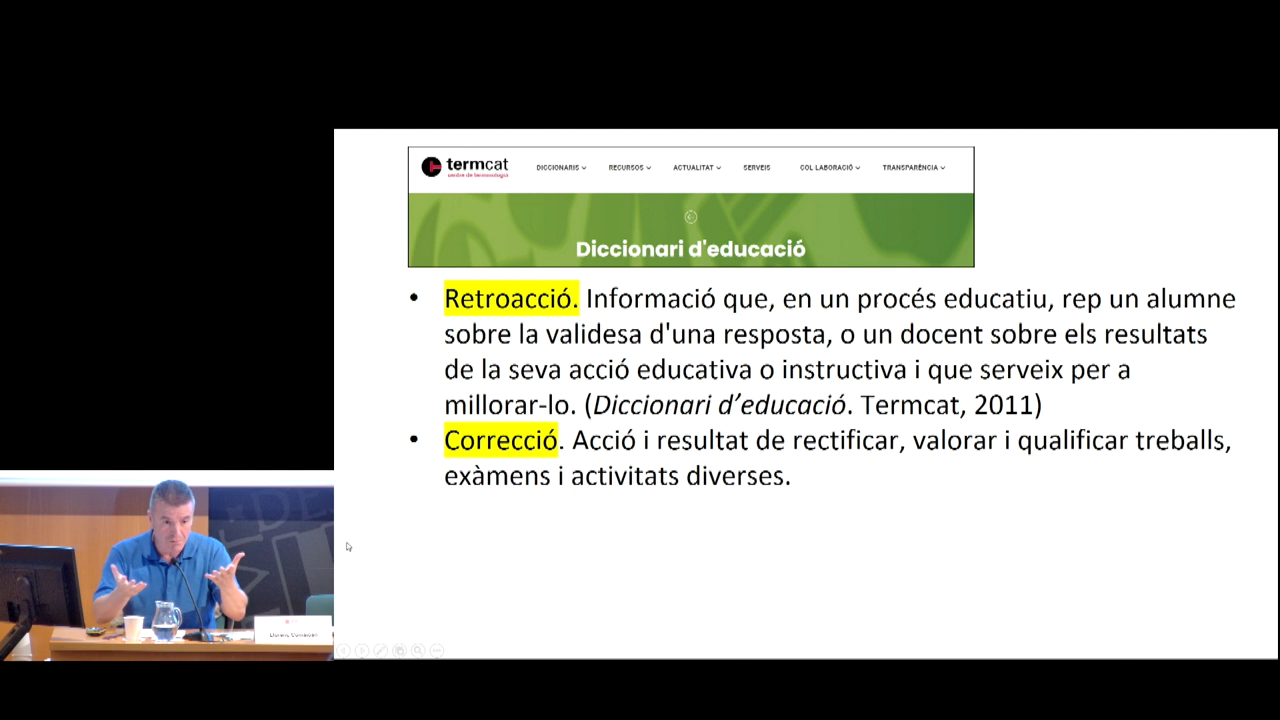 termcat
centre de terminologia
DICCIONARIS
RECURSOS
ACTUALITAT
SERVEIS
COL·LABORACIÓ
TRANSPARÈNCIA
Diccionari d'educació
• Retroacció. Informació que, en un procés educatiu, rep un alumne
sobre la validesa d'una resposta, o un docent sobre els resultats
de la seva acció educativa o instructiva i que serveix per a
millorar-lo. (Diccionari d’educació. Termcat, 2011)
• Correcció. Acció i resultat de rectificar, valorar i qualificar treballs,
exàmens i activitats diverses.
Llorenç